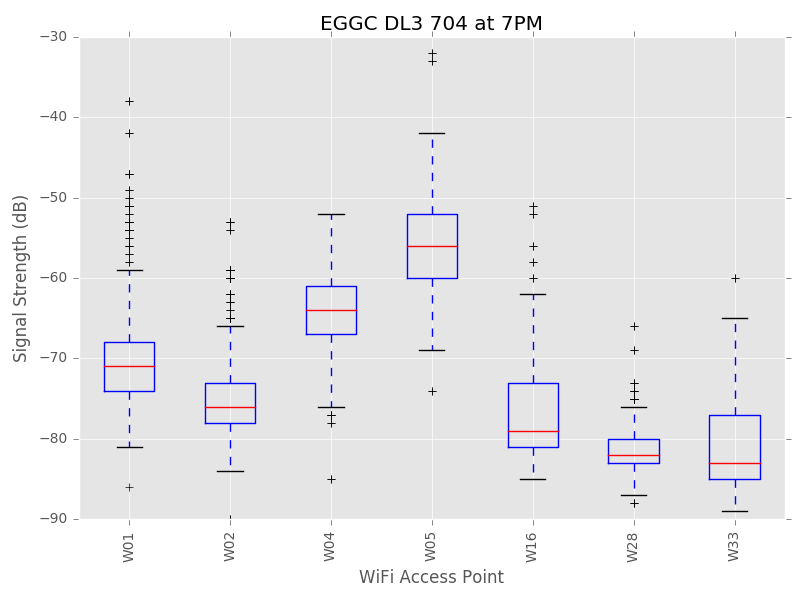 EGGC DL3 704 at 7PM
−30
−40
−50
−60
−70
−80
−90
Signal Strength (dB)
W01
W02
W04
W05
W16
W28
W33
WiFi Access Point